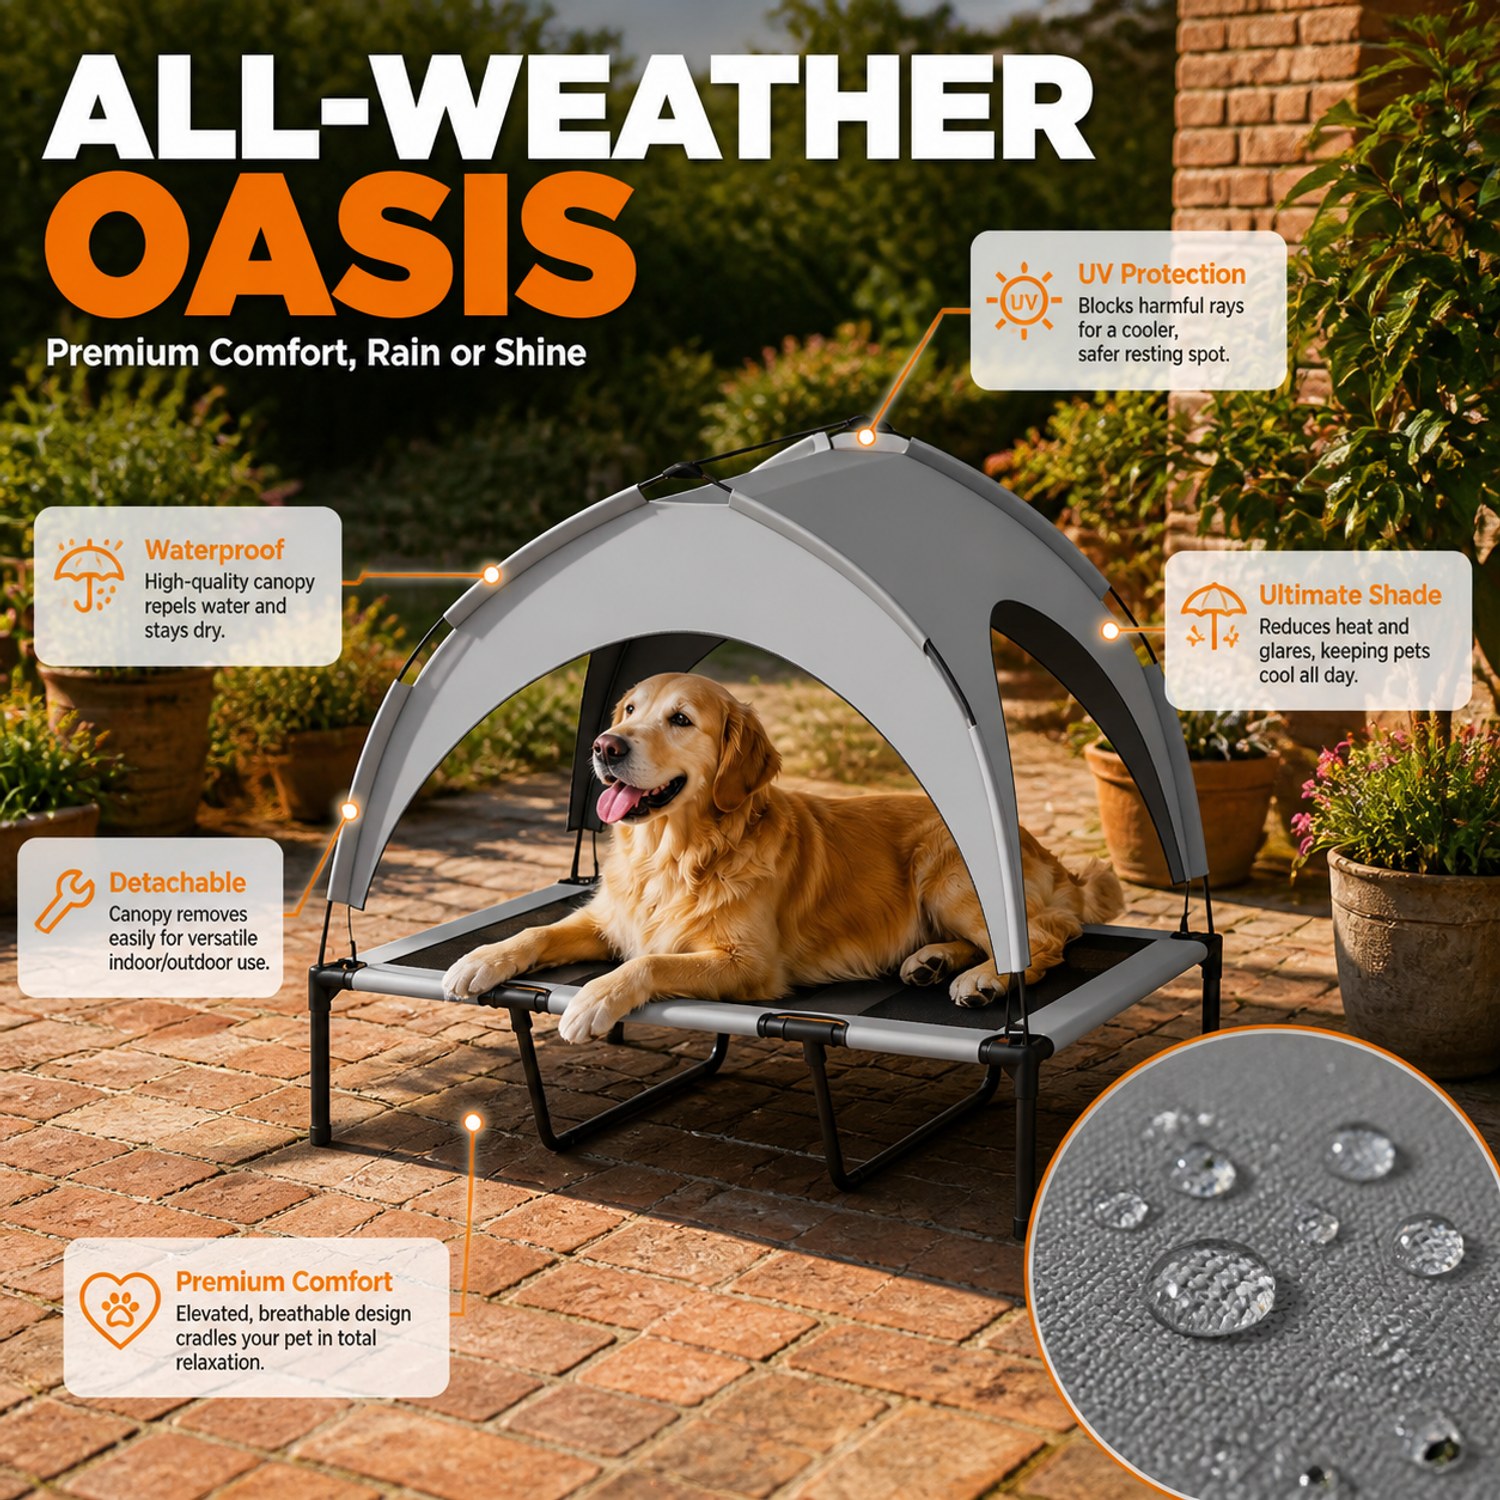 ALL-WEATHER
OASIS
Premium Comfort, Rain or Shine
UV
UV Protection
Blocks harmful rays
for a cooler,
safer resting spot.
Waterproof
High-quality canopy
repels water and
stays dry.
Ultimate Shade
Reduces heat and
glares, keeping pets
cool all day.
Detachable
Canopy removes
easily for versatile
indoor/outdoor use.
Premium Comfort
Elevated, breathable design
cradles your pet in total
relaxation.